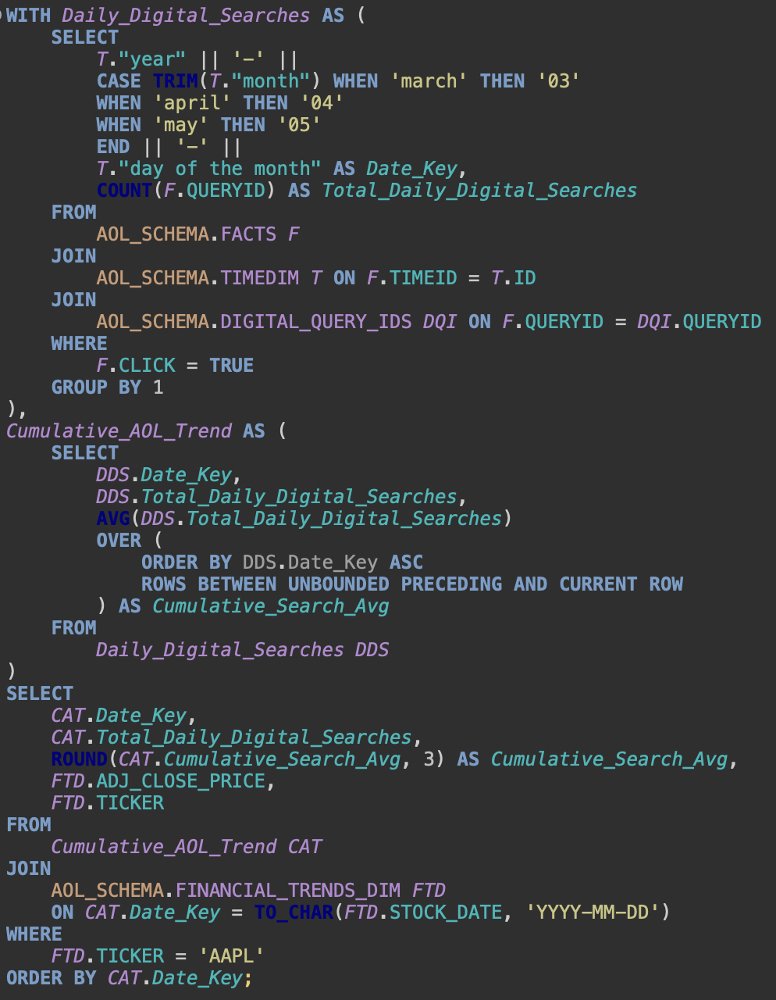 WITH Daily_Digital_Searches AS (
    SELECT
        T."year" || '-' ||
        CASE TRIM(T."month") WHEN 'march' THEN '03'
        WHEN 'april' THEN '04'
        WHEN 'may' THEN '05'
        END || '-' ||
        T."day of the month" AS Date_Key,
        COUNT(F.QUERYID) AS Total_Daily_Digital_Searches
    FROM
        AOL_SCHEMA.FACTS F
    JOIN
        AOL_SCHEMA.TIMEDIM T ON F.TIMEID = T.ID
    JOIN
        AOL_SCHEMA.DIGITAL_QUERY_IDS DQI ON F.QUERYID = DQI.QUERYID
    WHERE
        F.CLICK = TRUE
    GROUP BY 1
),
Cumulative_AOL_Trend AS (
    SELECT
        DDS.Date_Key,
        DDS.Total_Daily_Digital_Searches,
        AVG(DDS.Total_Daily_Digital_Searches)
        OVER (
            ORDER BY DDS.Date_Key ASC
            ROWS BETWEEN UNBOUNDED PRECEDING AND CURRENT ROW
        ) AS Cumulative_Search_Avg
    FROM
        Daily_Digital_Searches DDS
)
SELECT
    CAT.Date_Key,
    CAT.Total_Daily_Digital_Searches,
    ROUND(CAT.Cumulative_Search_Avg, 3) AS Cumulative_Search_Avg,
    FTD.ADJ_CLOSE_PRICE,
    FTD.TICKER
FROM
    Cumulative_AOL_Trend CAT
JOIN
    AOL_SCHEMA.FINANCIAL_TRENDS_DIM FTD
    ON CAT.Date_Key = TO_CHAR(FTD.STOCK_DATE, 'YYYY-MM-DD')
WHERE
    FTD.TICKER = 'AAPL'
ORDER BY CAT.Date_Key;